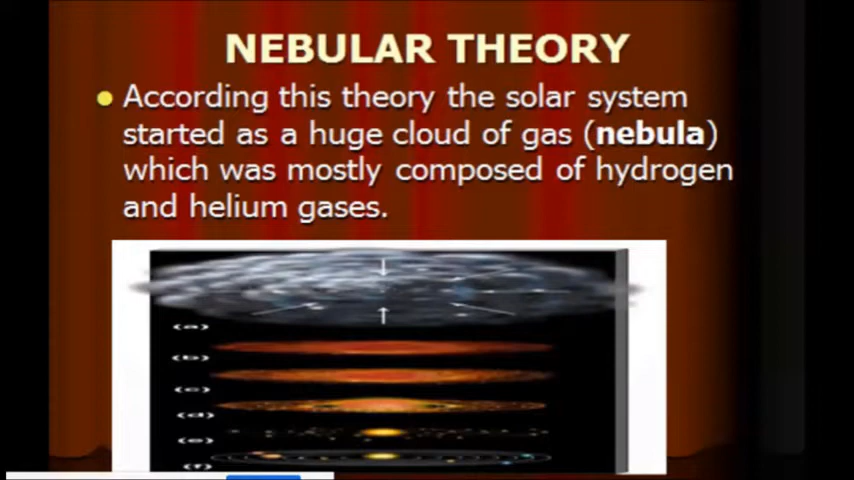 NEBULAR THEORY
According this theory the solar system
started as a huge cloud of gas (nebula)
which was mostly composed of hydrogen
and helium gases.
(a)
(b)
(c)
(d)
(e)
(f)